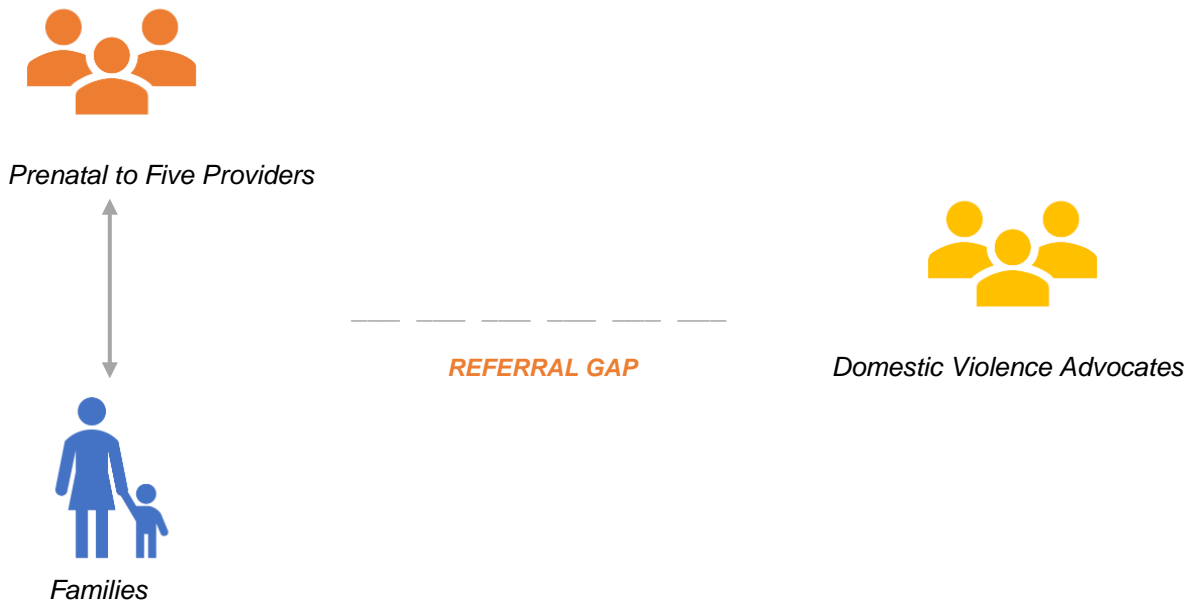 Prenatal to Five Providers
REFERRAL GAP
Domestic Violence Advocates
Families